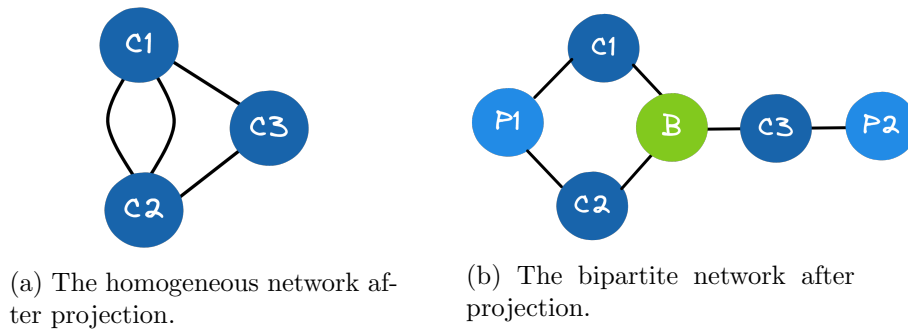 C1
C2
C3
(a) The homogeneous network af-
ter projection.
C1
P1
B
C3
P2
C2
(b) The bipartite network after
projection.